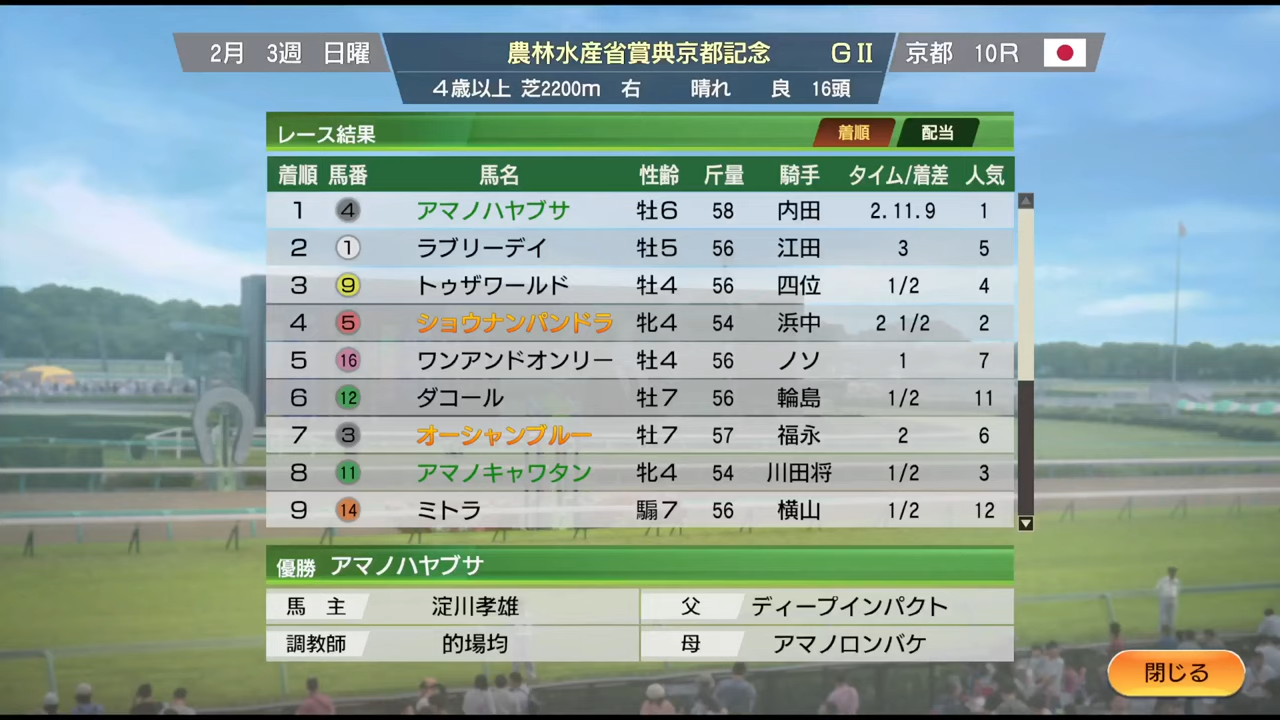 2月 3週 日曜 農林水産省賞典京都記念 GⅡ 京都 10R
4歳以上 芝2200m 右 晴れ 良 16頭
レース結果 着順 配当
着順 馬番 馬名 性齢 斤量 騎手 タイム/着差 人気
1 4 アマノハヤブサ 牡6 58 内田 2.11.9 1
2 1 ラブリーデイ 牡5 56 江田 3 5
3 9 トゥザワールド 牡4 56 四位 1/2 4
4 5 ショウナンパンドラ 牝4 54 浜中 2 1/2 2
5 16 ワンアンドオンリー 牡4 56 ノソ 1 7
6 12 ダコール 牡7 56 輪島 1/2 11
7 3 オーシャンブルー 牡7 57 福永 2 6
8 11 アマノキャワタン 牝4 54 川田将 1/2 3
9 14 ミトラ 騸7 56 横山 1/2 12
優勝 アマノハヤブサ
馬主 淀川孝雄 父 ディープインパクト
調教師 的場均 母 アマノロンバケ
閉じる